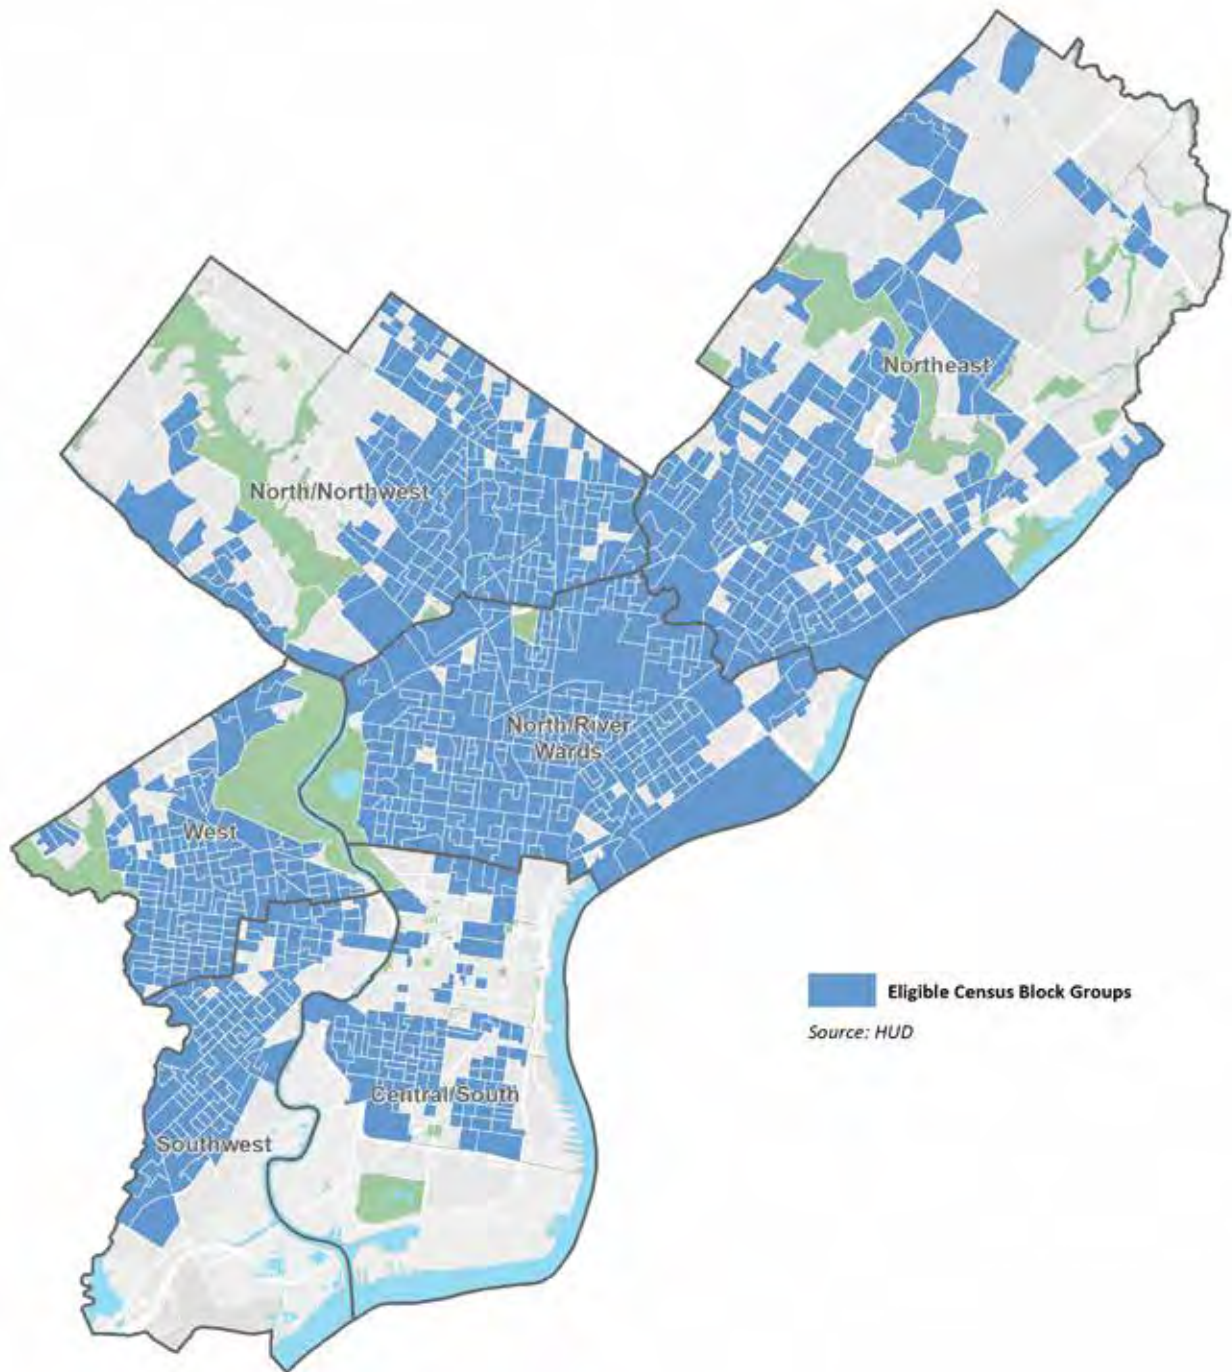 Northeast
North/Northwest
North/River
Wards
West
Eligible Census Block Groups
Source: HUD
Central/South
Southwest